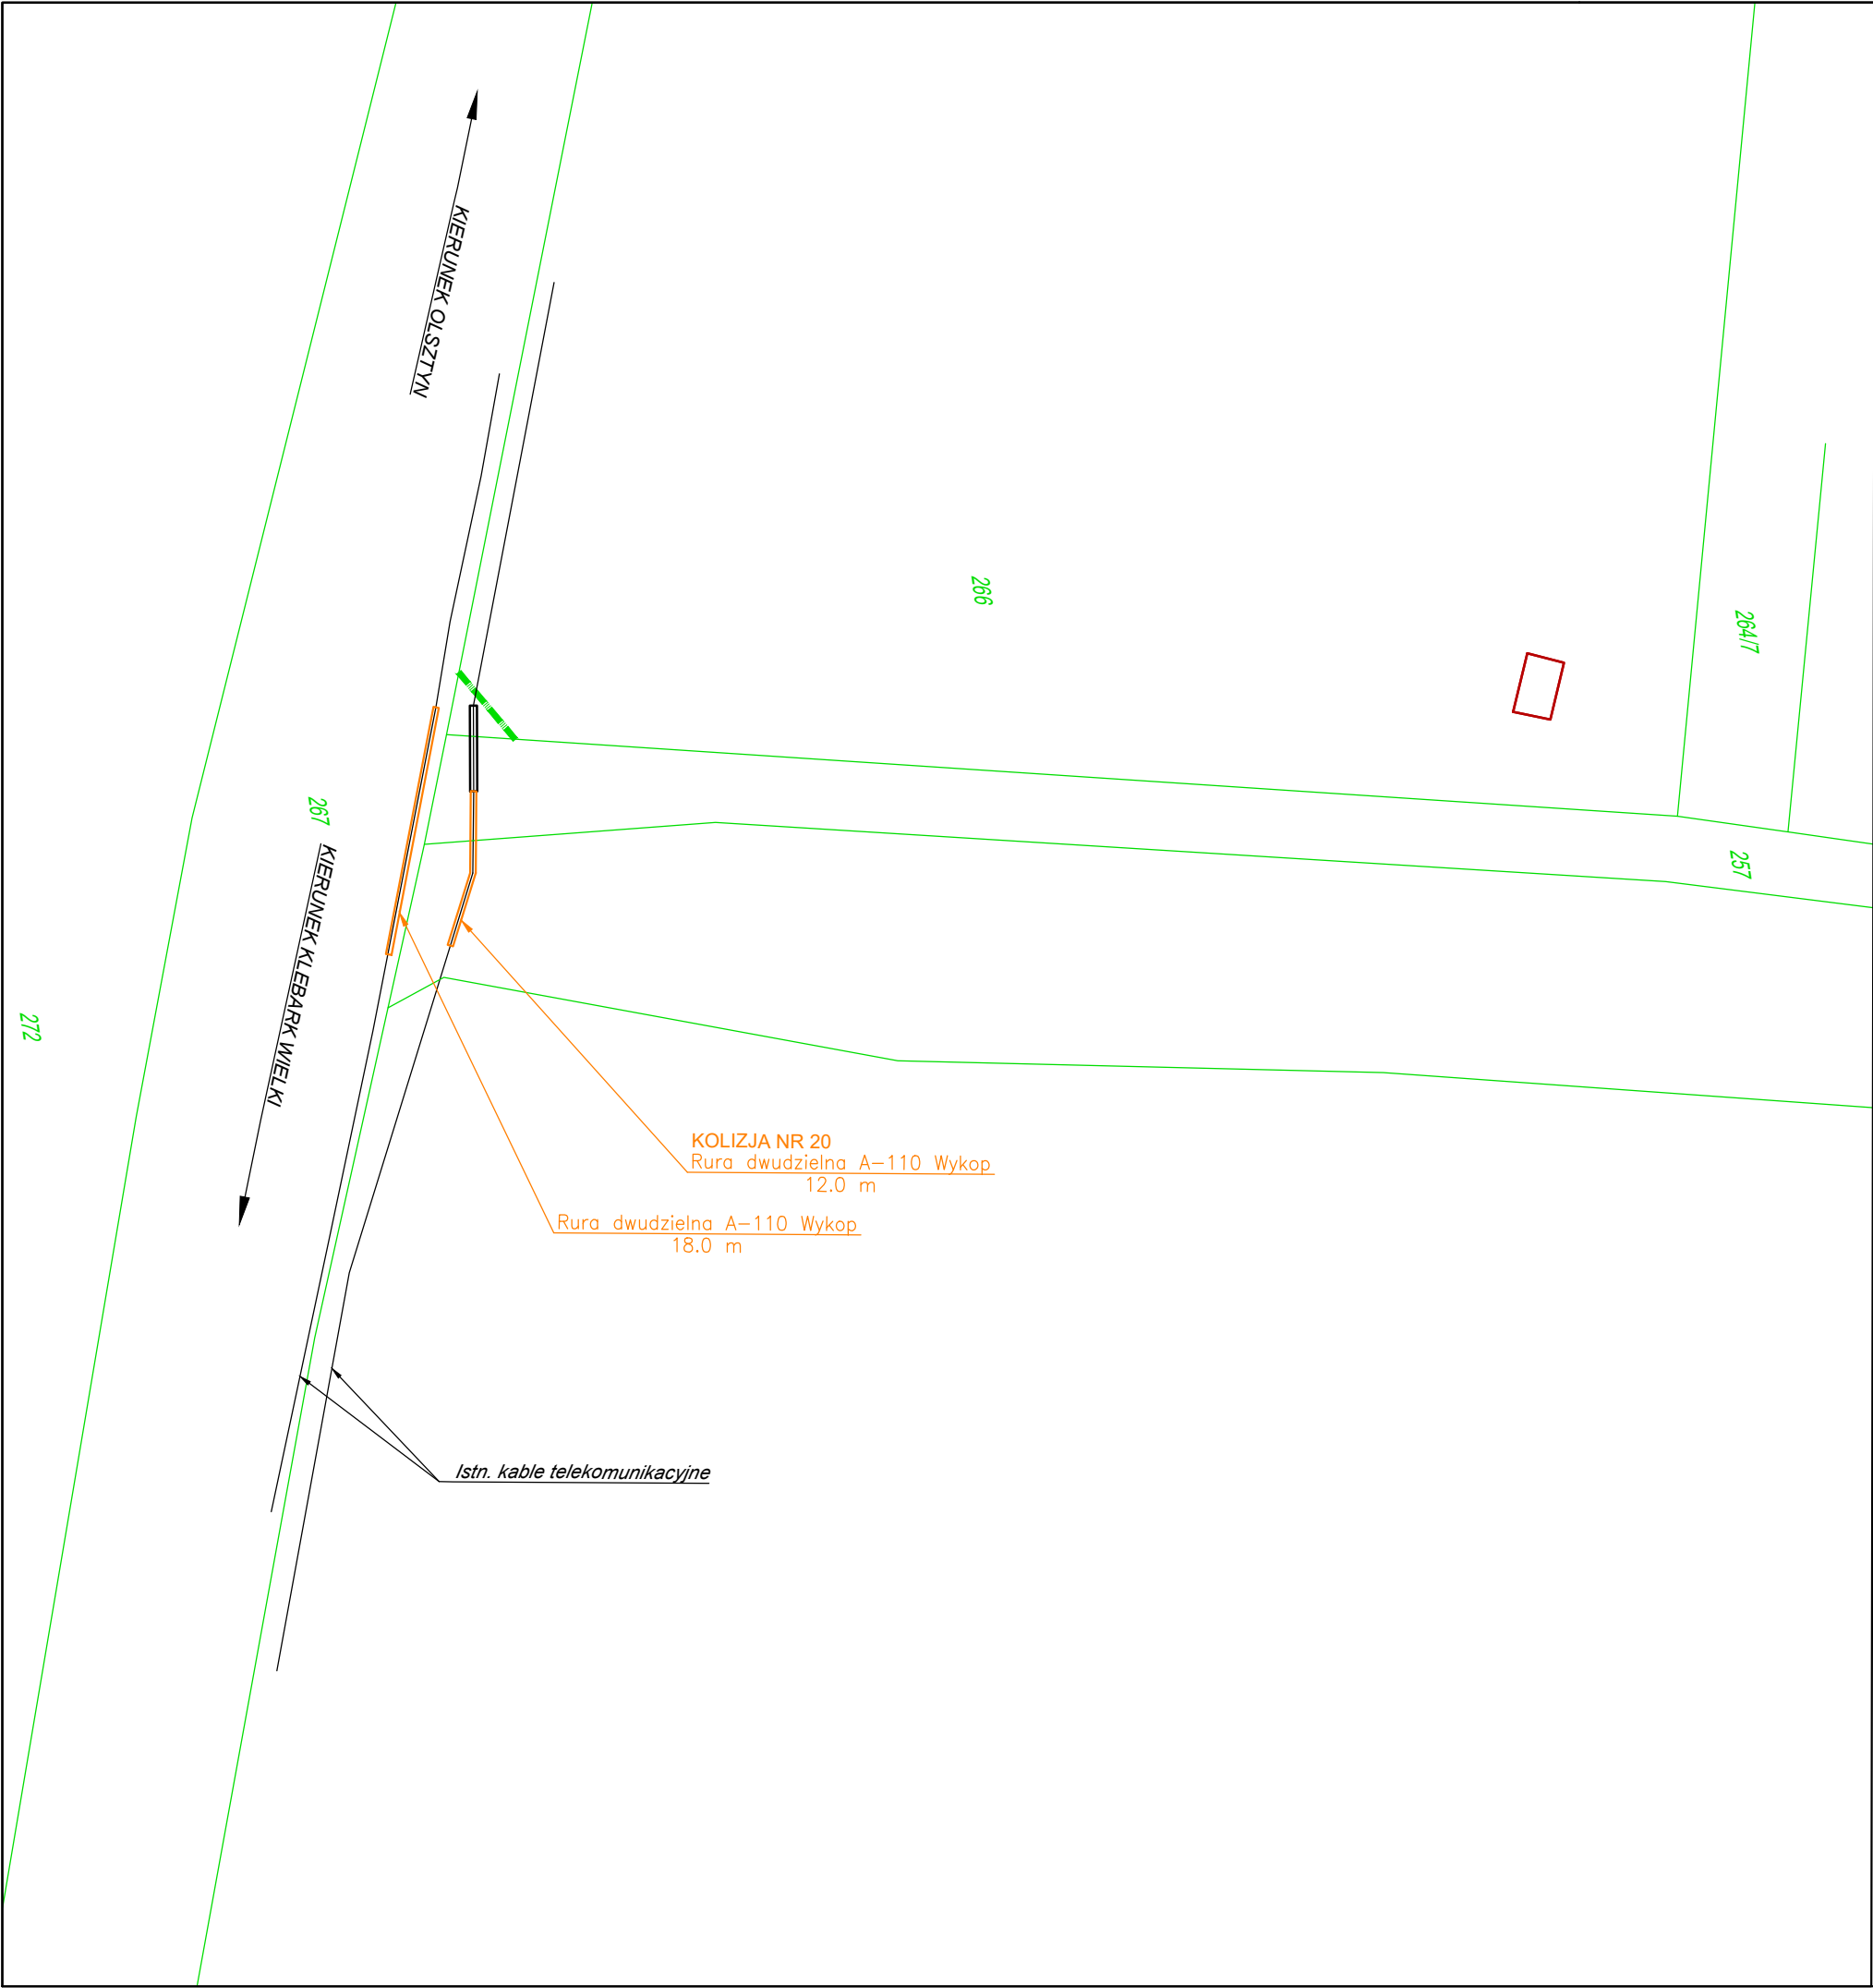 KIERUNEK OLSZTYN
266
264/7
267
257
KIERUNEK KLEBARK WIELKI
272
KOLIZJA NR 20
Rura dwudzielna A-110 Wykop
12.0 m
Rura dwudzielna A-110 Wykop
18.0 m
Istn. kable telekomunikacyjne